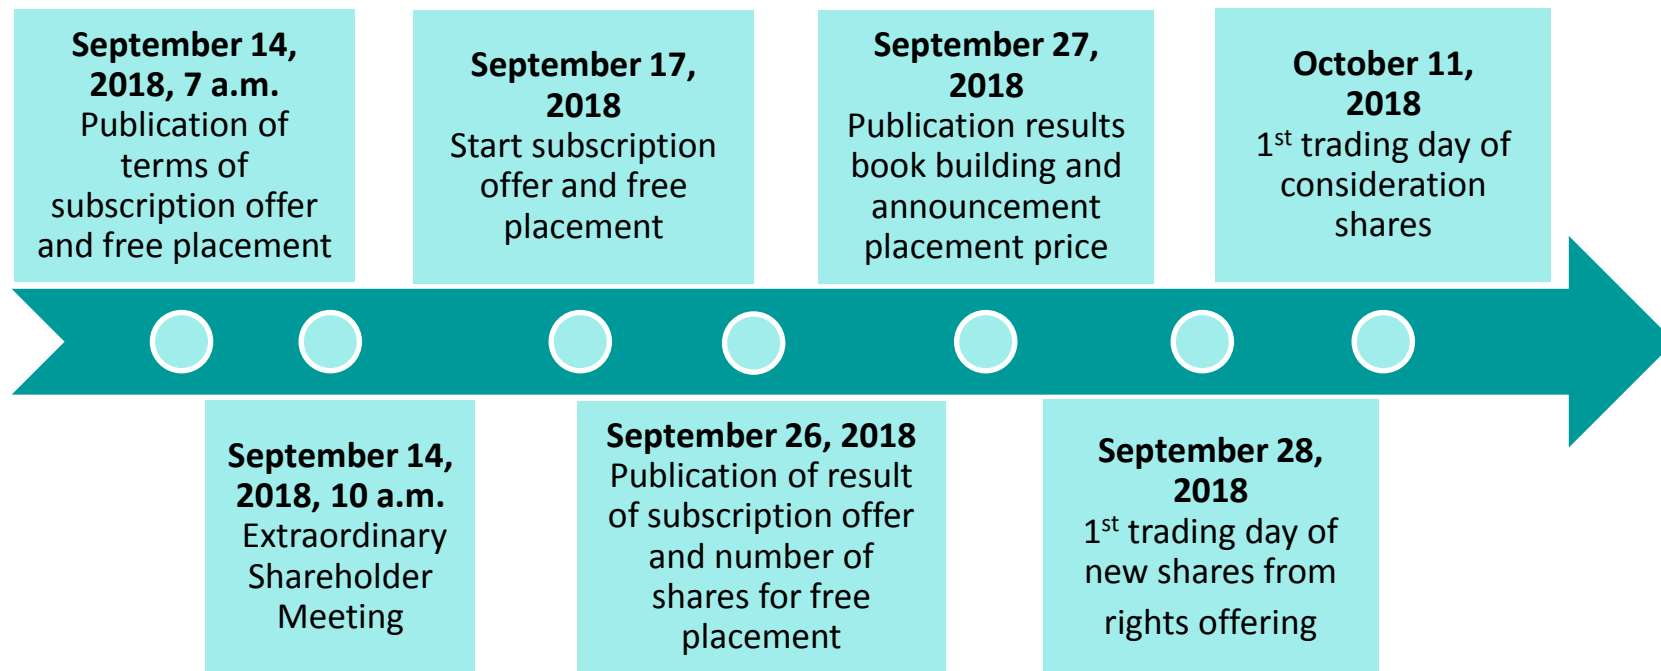 September 14,
2018, 7 a.m.
Publication of
terms of
subscription offer
and free placement
September 14,
2018, 10 a.m.
Extraordinary
Shareholder
Meeting
September 17,
2018
Start subscription
offer and free
placement
September 26, 2018
Publication of result
of subscription offer
and number of
shares for free
placement
September 27,
2018
Publication results
book building and
announcement
placement price
September 28,
2018
1st trading day of
new shares from
rights offering
October 11,
2018
1st trading day of
consideration
shares